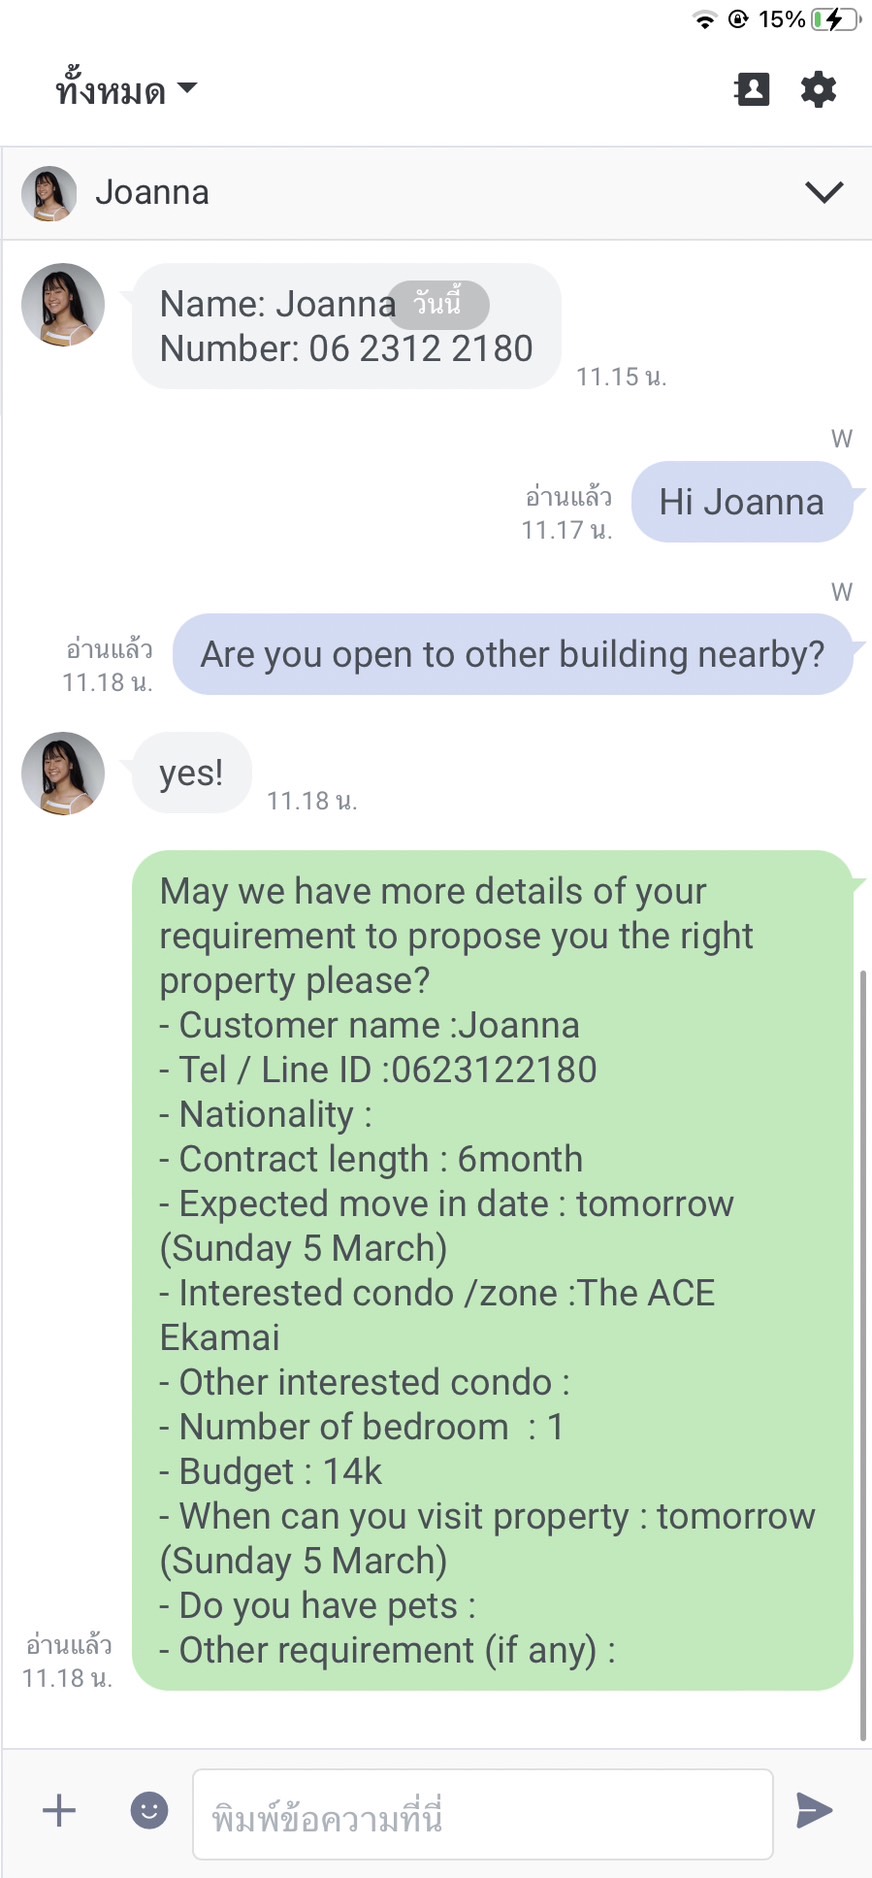 15%
ทั้งหมด
Joanna
Name: Joanna
วันนี้
Number: 06 2312 2180
11.15 น.
W
Hi Joanna
อ่านแล้ว
11.17 น.
W
Are you open to other building nearby?
อ่านแล้ว
11.18 น.
yes!
11.18 น.
May we have more details of your
requirement to propose you the right
property please?
- Customer name :Joanna
- Tel / Line ID :0623122180
- Nationality :
- Contract length : 6month
- Expected move in date : tomorrow
(Sunday 5 March)
- Interested condo /zone :The ACE
Ekamai
- Other interested condo :
- Number of bedroom  : 1
- Budget : 14k
- When can you visit property : tomorrow
(Sunday 5 March)
- Do you have pets :
- Other requirement (if any) :
อ่านแล้ว
11.18 น.
พิมพ์ข้อความที่นี่